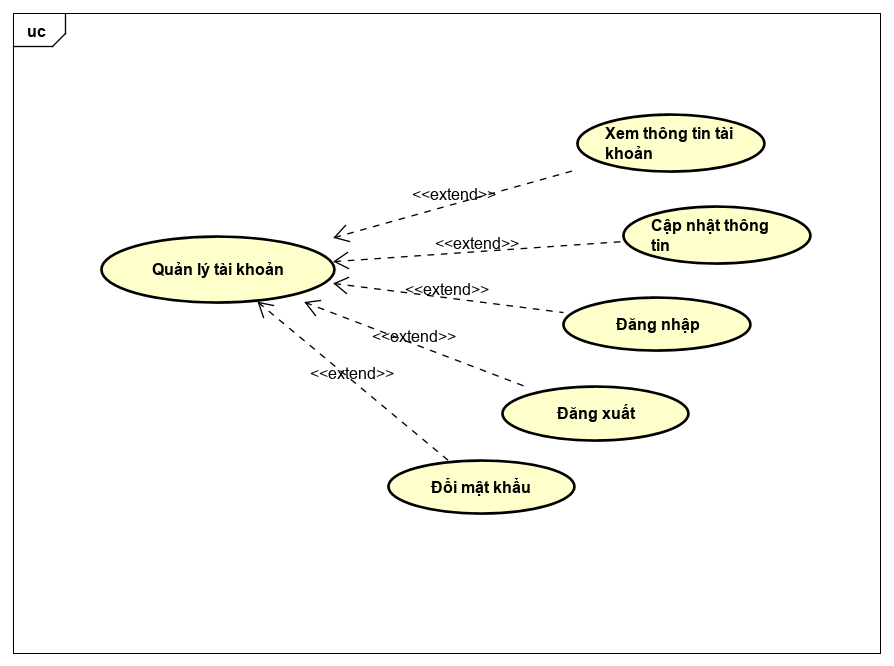 uc
Xem thông tin tài
khoản
<<extend>>
Cập nhật thông
tin
<<extend>>
Quản lý tài khoản
<<extend>>
Đăng nhập
<<extend>>
<<extend>>
Đăng xuất
Đổi mật khẩu